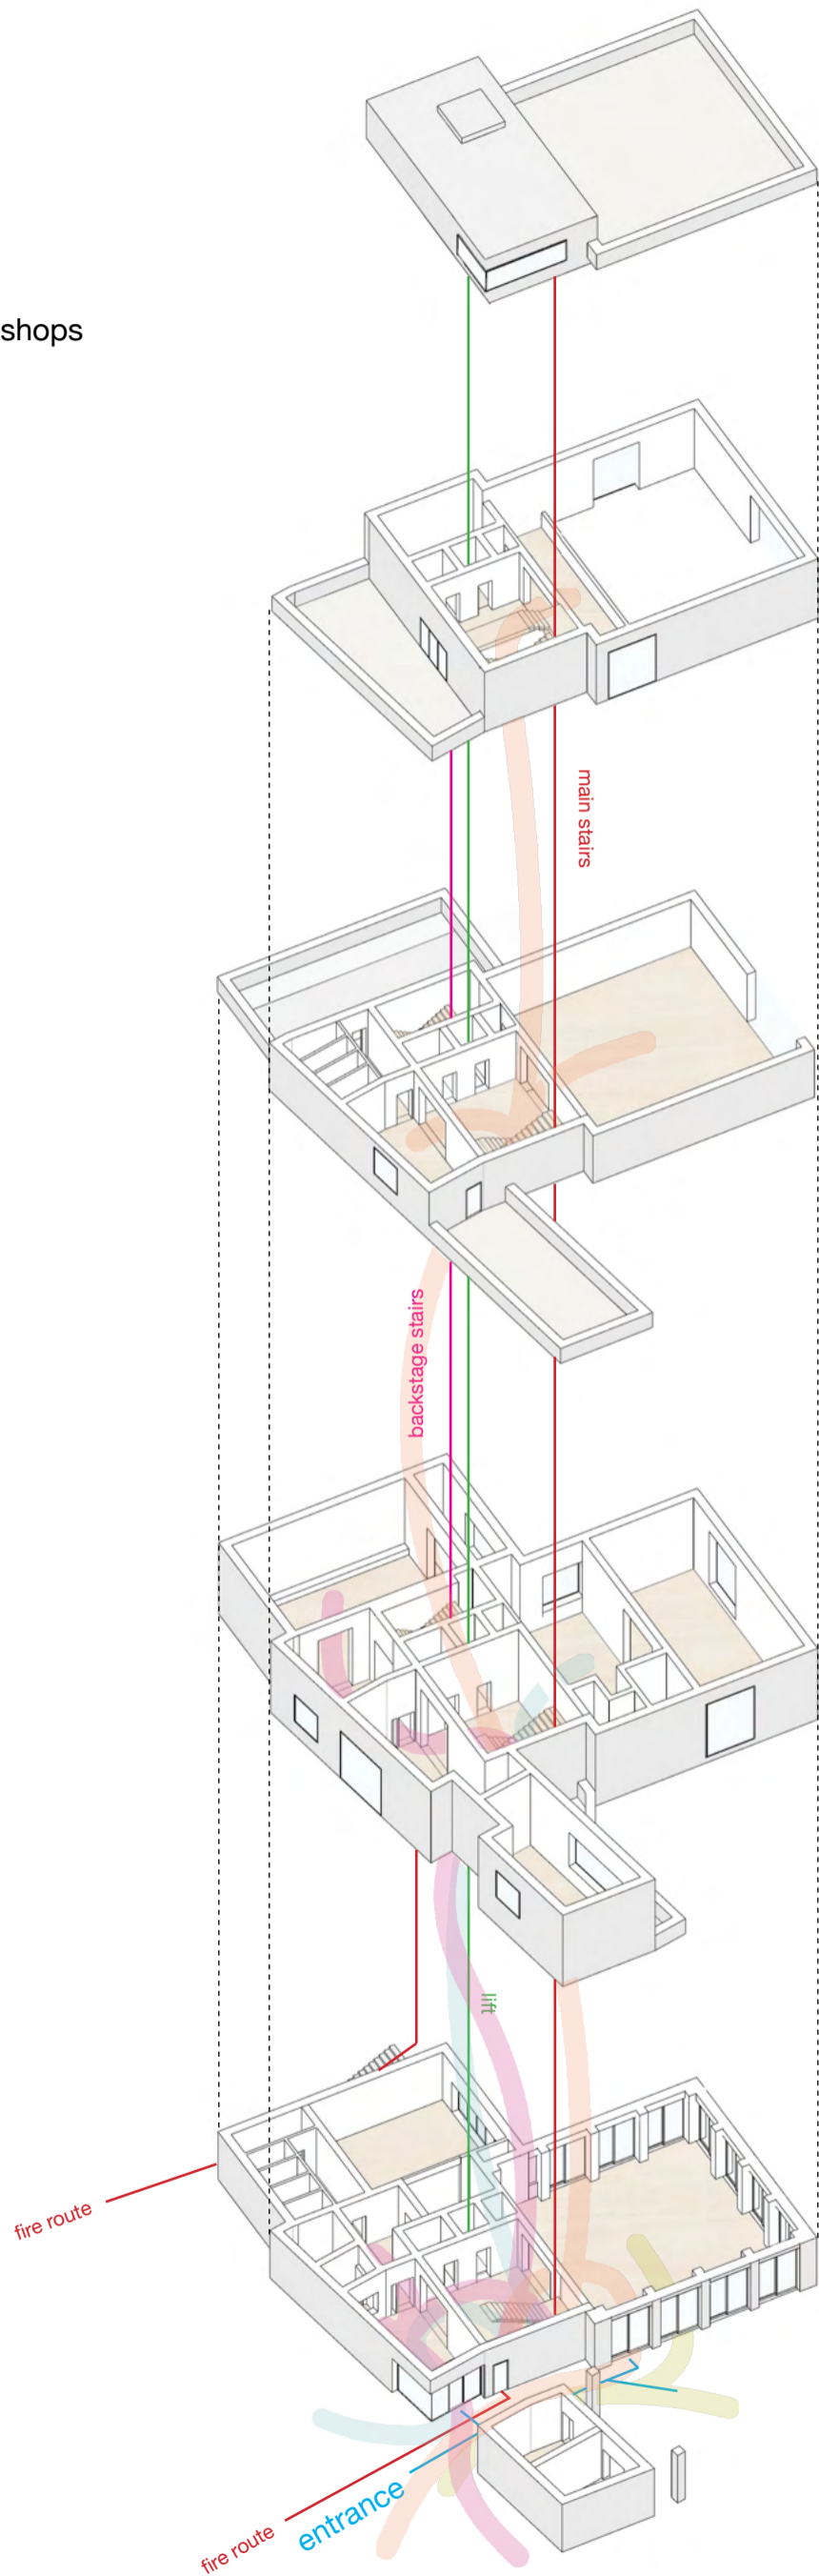 shops
main stairs
backstage stairs
lift
fire route
entrance
fire route